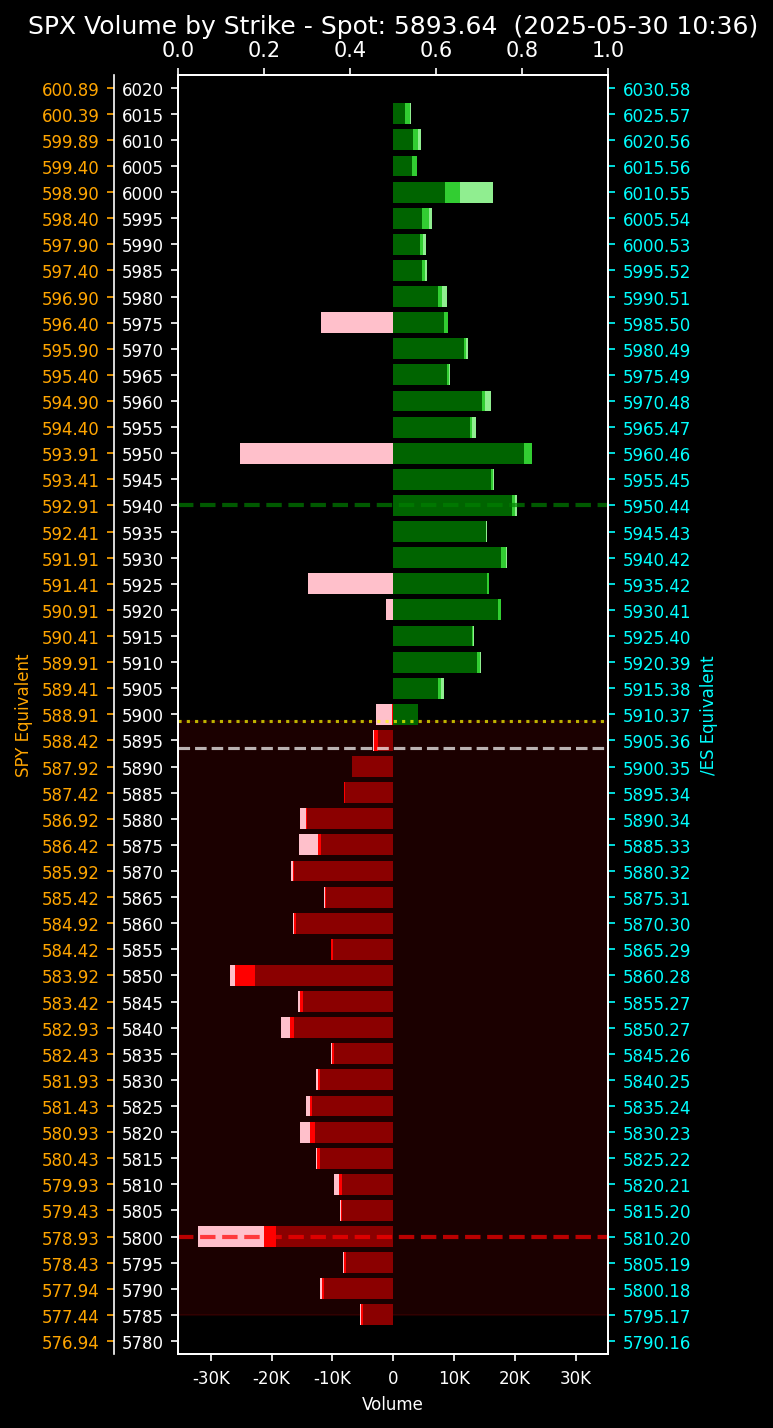 SPX Volume by Strike - Spot: 5893.64 (2025-05-30 10:36)
0.0 0.2 0.4 0.6 0.8 1.0
600.89 6020 6030.58
600.39 6015 6025.57
599.89 6010 6020.56
599.40 6005 6015.56
598.90 6000 6010.55
598.40 5995 6005.54
597.90 5990 6000.53
597.40 5985 5995.52
596.90 5980 5990.51
596.40 5975 5985.50
595.90 5970 5980.49
595.40 5965 5975.49
594.90 5960 5970.48
594.40 5955 5965.47
593.91 5950 5960.46
593.41 5945 5955.45
592.91 5940 5950.44
592.41 5935 5945.43
591.91 5930 5940.42
591.41 5925 5935.42
590.91 5920 5930.41
590.41 5915 5925.40
589.91 5910 5920.39
589.41 5905 5915.38
588.91 5900 5910.37
588.42 5895 5905.36
587.92 5890 5900.35
587.42 5885 5895.34
586.92 5880 5890.34
586.42 5875 5885.33
585.92 5870 5880.32
585.42 5865 5875.31
584.92 5860 5870.30
584.42 5855 5865.29
583.92 5850 5860.28
583.42 5845 5855.27
582.93 5840 5850.27
582.43 5835 5845.26
581.93 5830 5840.25
581.43 5825 5835.24
580.93 5820 5830.23
580.43 5815 5825.22
579.93 5810 5820.21
579.43 5805 5815.20
578.93 5800 5810.20
578.43 5795 5805.19
577.94 5790 5800.18
577.44 5785 5795.17
576.94 5780 5790.16
SPY Equivalent
/ES Equivalent
-30K -20K -10K 0 10K 20K 30K
Volume